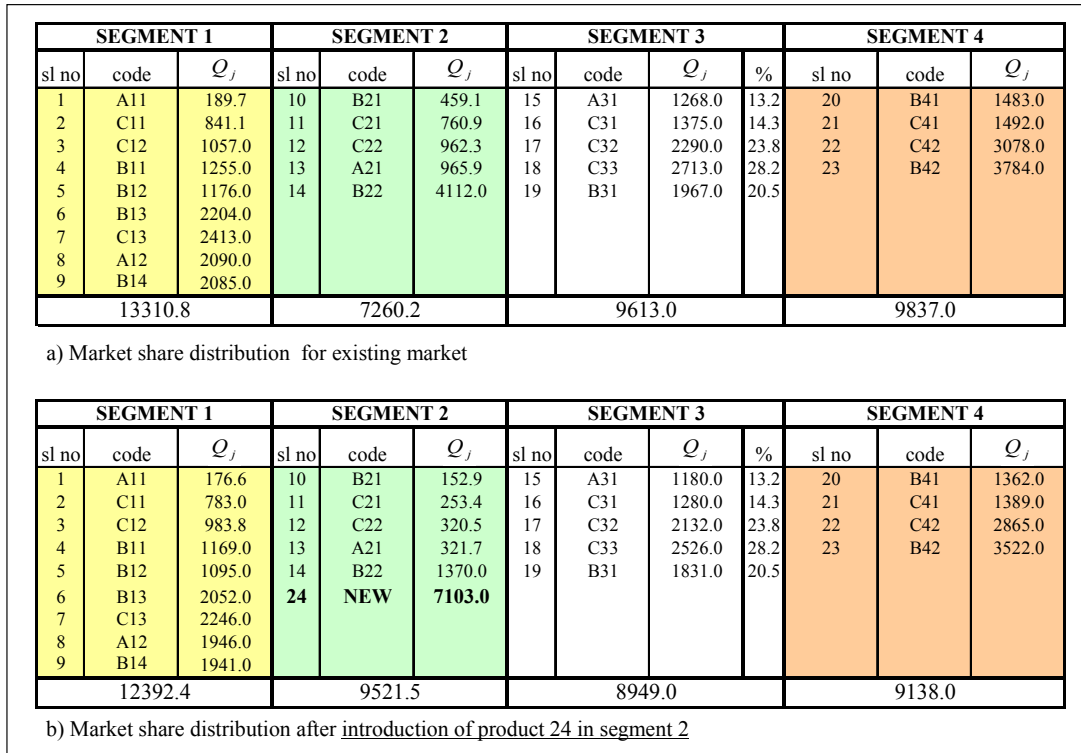 SEGMENT 1 SEGMENT 2 SEGMENT 3 SEGMENT 4
sl no code Q_j sl no code Q_j sl no code Q_j % sl no code Q_j
1 A11 189.7 10 B21 459.1 15 A31 1268.0 13.2 20 B41 1483.0
2 C11 841.1 11 C21 760.9 16 C31 1375.0 14.3 21 C41 1492.0
3 C12 1057.0 12 C22 962.3 17 C32 2290.0 23.8 22 C42 3078.0
4 B11 1255.0 13 A21 965.9 18 C33 2713.0 28.2 23 B42 3784.0
5 B12 1176.0 14 B22 4112.0 19 B31 1967.0 20.5
6 B13 2204.0
7 C13 2413.0
8 A12 2090.0
9 B14 2085.0
13310.8 7260.2 9613.0 9837.0
a) Market share distribution for existing market
SEGMENT 1 SEGMENT 2 SEGMENT 3 SEGMENT 4
sl no code Q_j sl no code Q_j sl no code Q_j % sl no code Q_j
1 A11 176.6 10 B21 152.9 15 A31 1180.0 13.2 20 B41 1362.0
2 C11 783.0 11 C21 253.4 16 C31 1280.0 14.3 21 C41 1389.0
3 C12 983.8 12 C22 320.5 17 C32 2132.0 23.8 22 C42 2865.0
4 B11 1169.0 13 A21 321.7 18 C33 2526.0 28.2 23 B42 3522.0
5 B12 1095.0 14 B22 1370.0 19 B31 1831.0 20.5
6 B13 2052.0 24 NEW 7103.0
7 C13 2246.0
8 A12 1946.0
9 B14 1941.0
12392.4 9521.5 8949.0 9138.0
b) Market share distribution after introduction of product 24 in segment 2